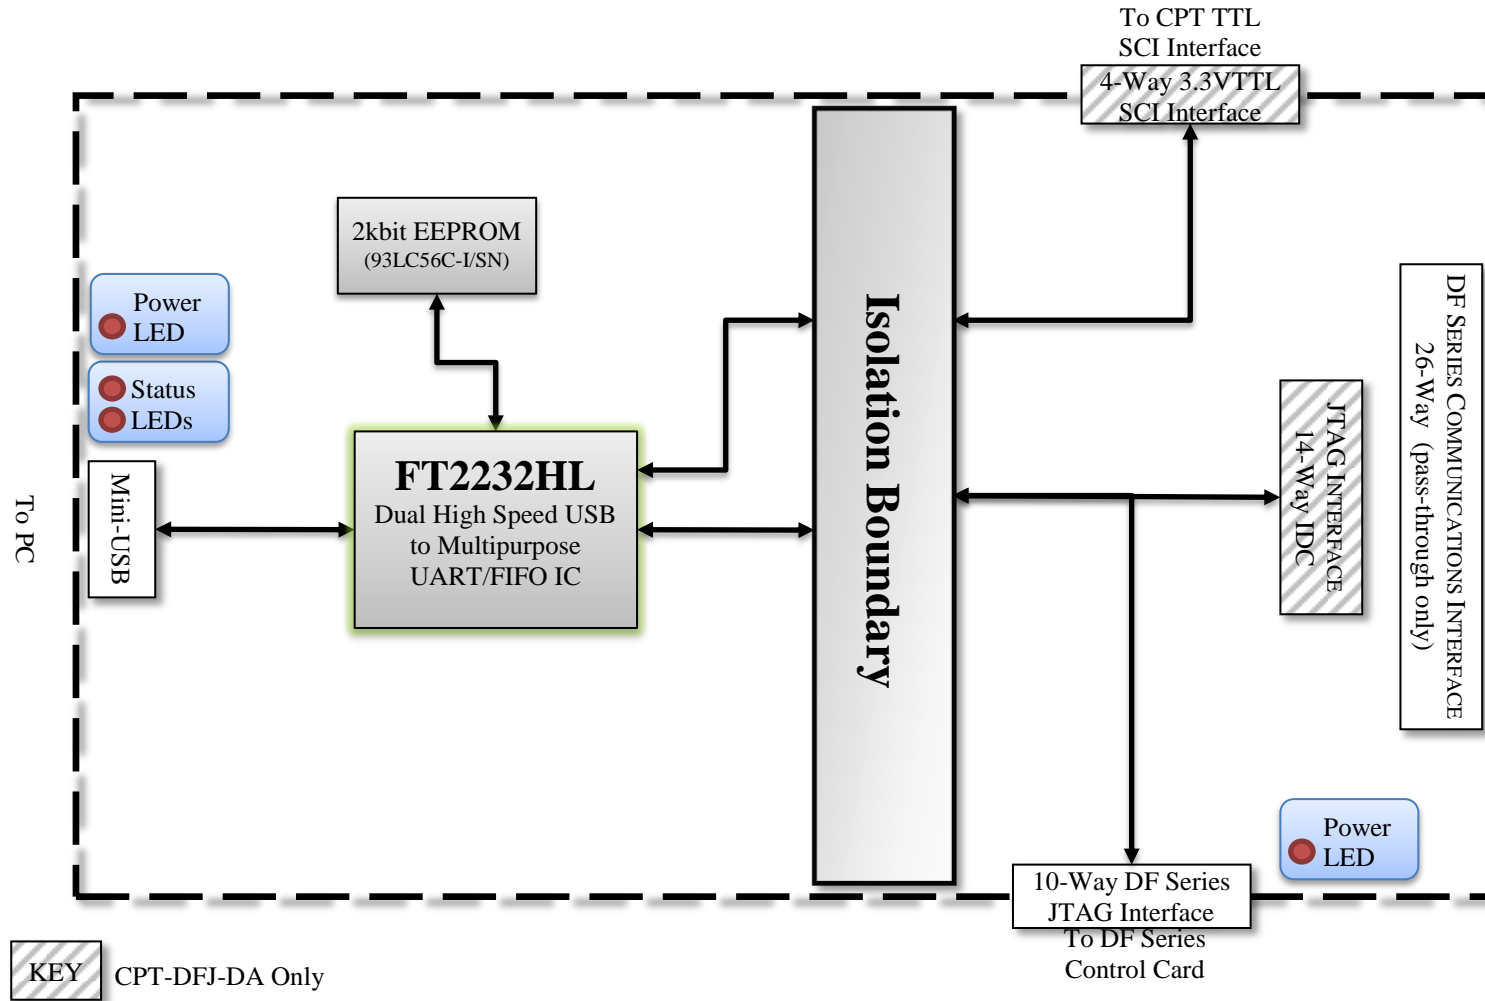 To CPT TTL
SCI Interface
4-Way 3.3VTTL
SCI Interface
2kbit EEPROM
(93LC56C-I/SN)
Power
LED
Status
LEDs
To PC
Mini-USB
FT2232HL
Dual High Speed USB
to Multipurpose
UART/FIFO IC
Isolation Boundary
JTAG INTERFACE
14-Way IDC
DF SERIES COMMUNICATIONS INTERFACE
26-Way (pass-through only)
Power
LED
10-Way DF Series
JTAG Interface
To DF Series
Control Card
KEY
CPT-DFJ-DA Only